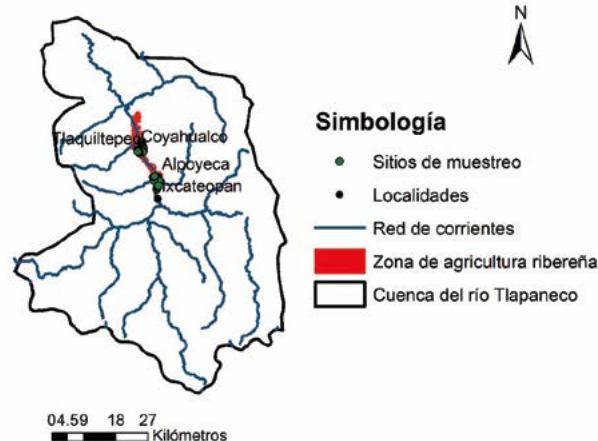 N
Tlaquiltepec Coyahualco
Alpoyeca
Ixcateopan
Simbología
Sitios de muestreo
Localidades
Red de corrientes
Zona de agricultura ribereña
Cuenca del río Tlapaneco
04.59 18 27
Kilómetros